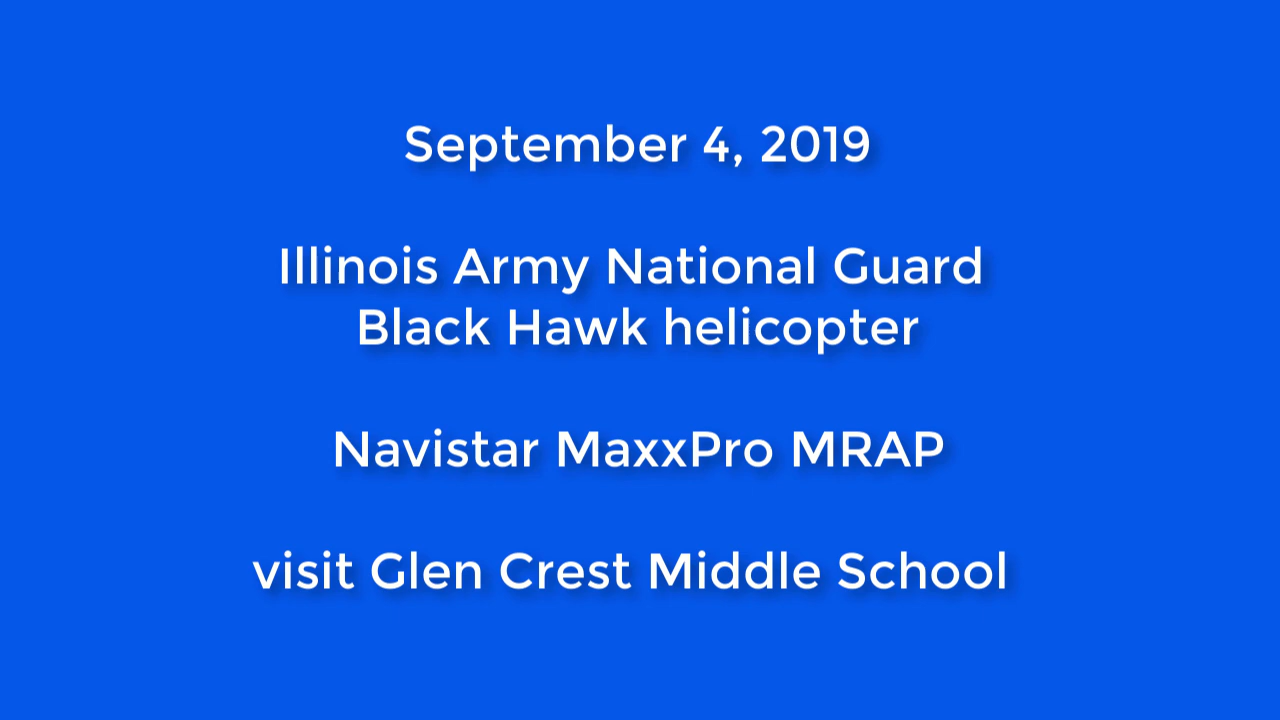 September 4, 2019
Illinois Army National Guard
Black Hawk helicopter
Navistar MaxxPro MRAP
visit Glen Crest Middle School